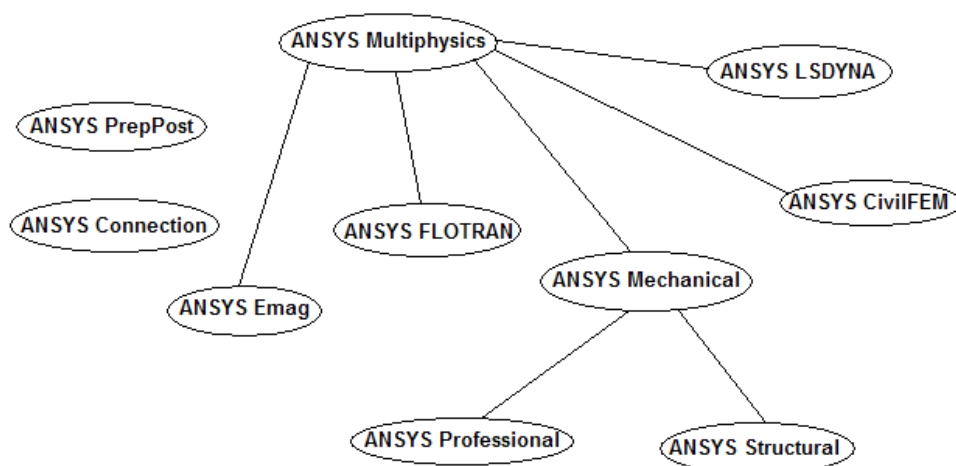 ANSYS Multiphysics
ANSYS LSDYNA
ANSYS PrepPost
ANSYS CivilFEM
ANSYS Connection
ANSYS FLOTRAN
ANSYS Mechanical
ANSYS Emag
ANSYS Professional
ANSYS Structural